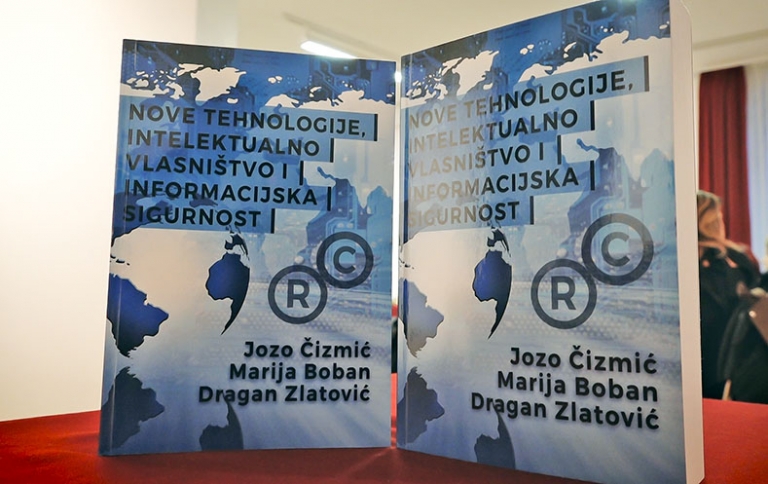 NOVE TEHNOLOGIJE,
INTELEKTUALNO
VLASNIŠTVO I
INFORMACIJSKA
SIGURNOST
C
R
Jozo Čizmić
Marija Boban
Dragan Zlatović
NOVE TEHNOLOGIJE,
INTELEKTUALNO
VLASNIŠTVO I
INFORMACIJSKA
SIGURNOST
C
R
Jozo Čizmić
Marija Boban
Dragan Zlatović